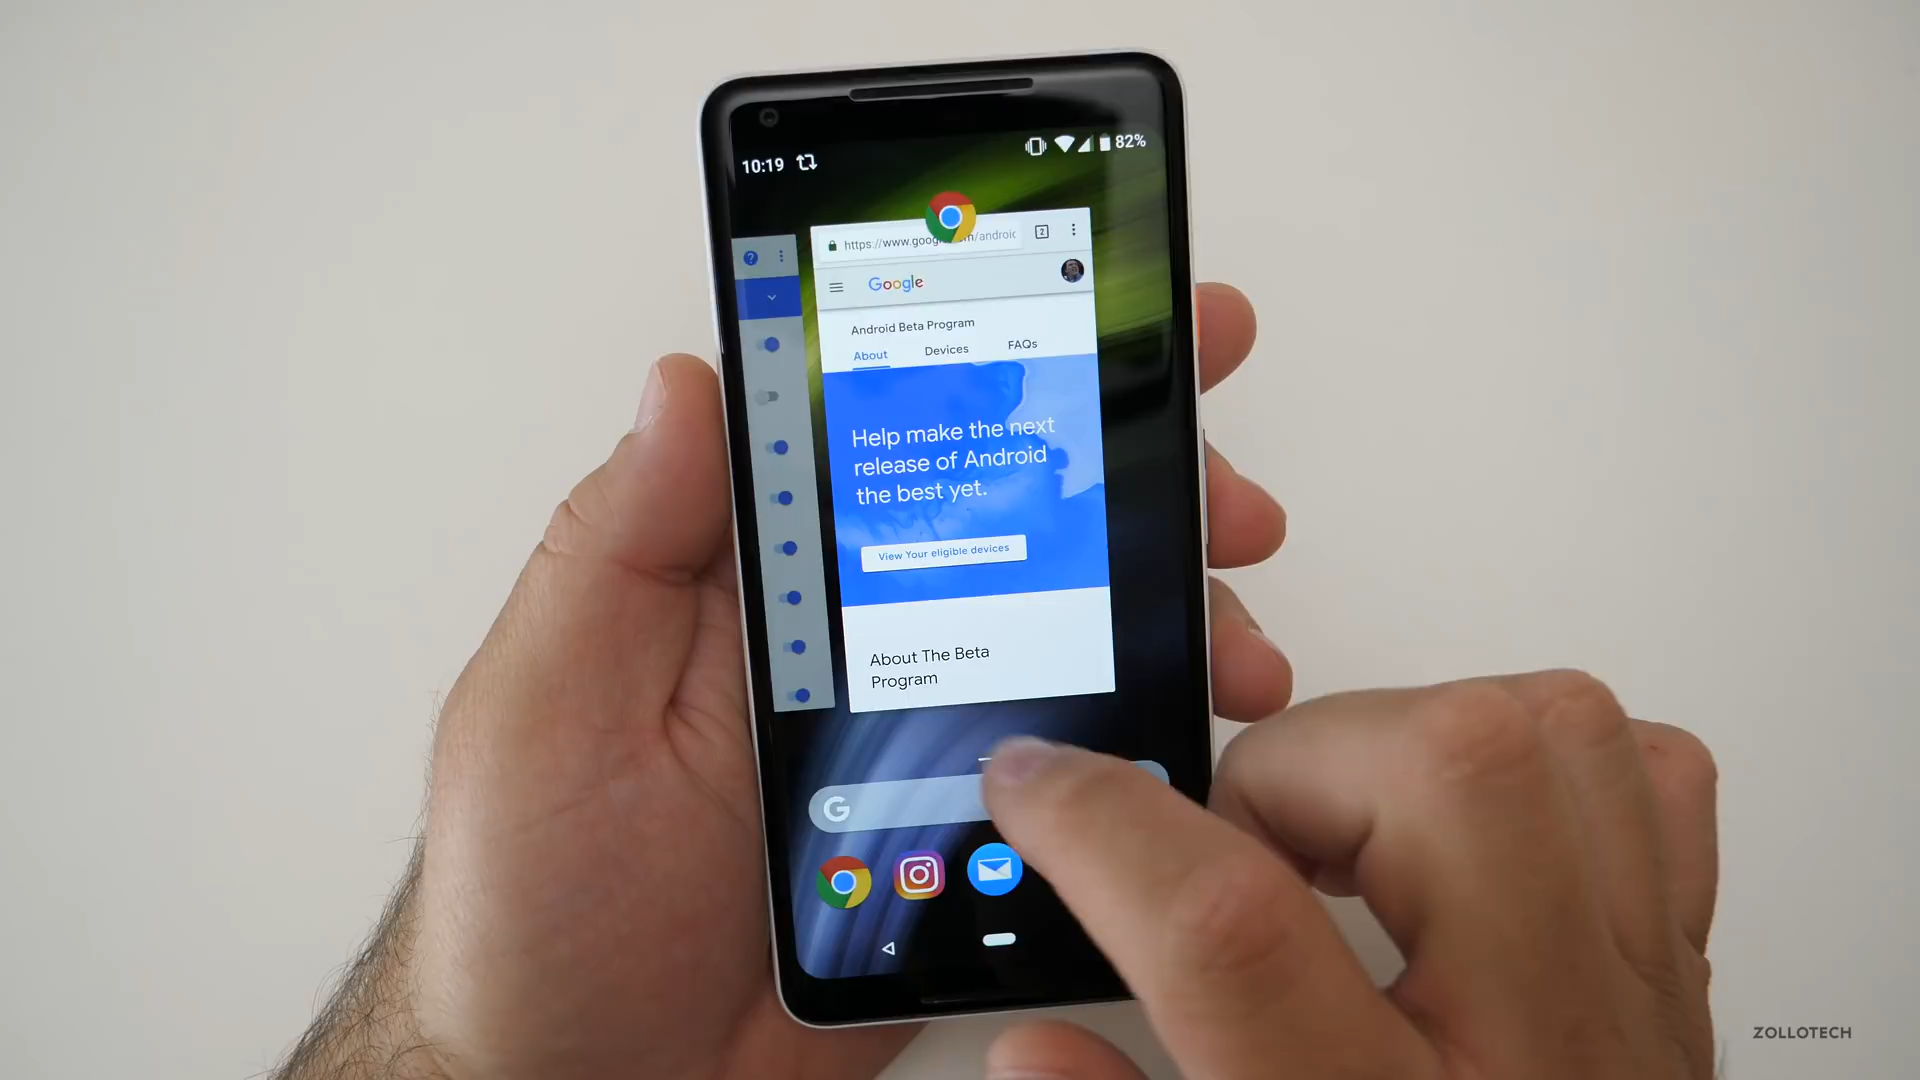 10:19
82%
https://www.goog
m/android
2
Google
Android Beta Program
About Devices FAQs
Help make the next
release of Android
the best yet.
View Your eligible devices
About The Beta
Program
G
ZOLLOTECH